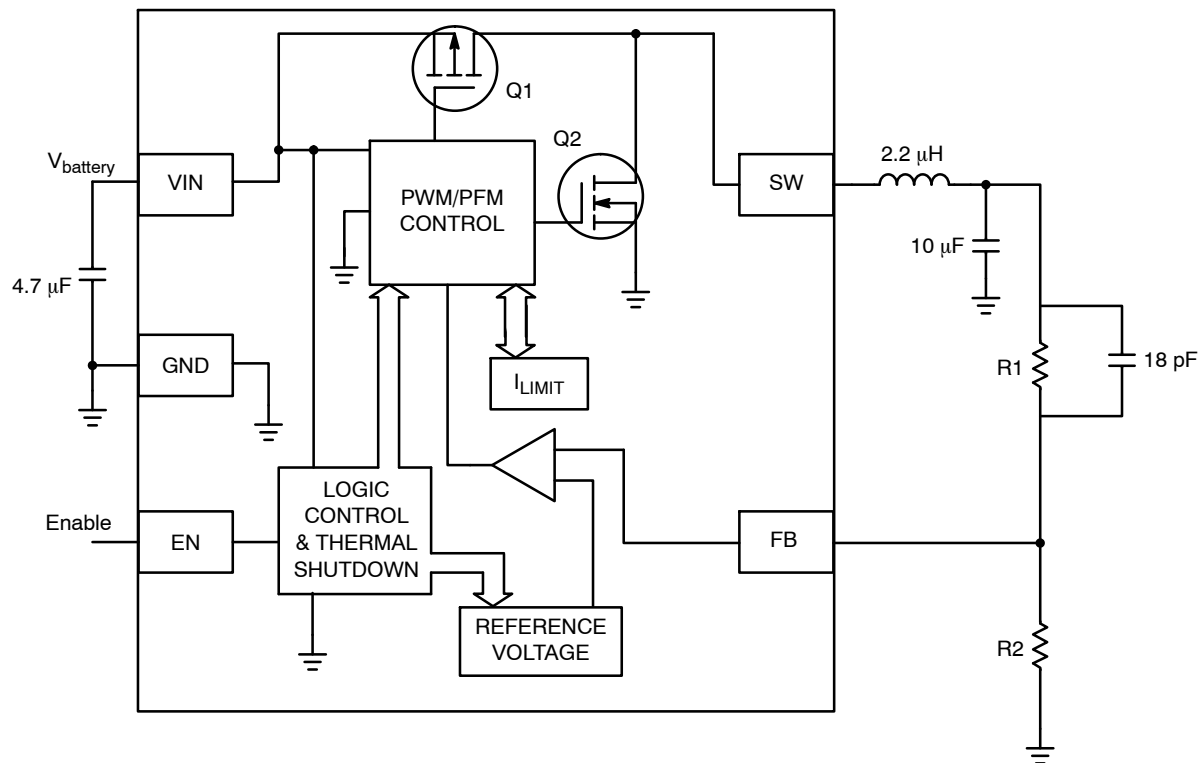 Q1
Q2
V_battery
VIN
PWM/PFM
CONTROL
SW
2.2 μH
10 μF
4.7 μF
GND
I_LIMIT
R1
18 pF
LOGIC
CONTROL
& THERMAL
SHUTDOWN
Enable
EN
FB
REFERENCE
VOLTAGE
R2